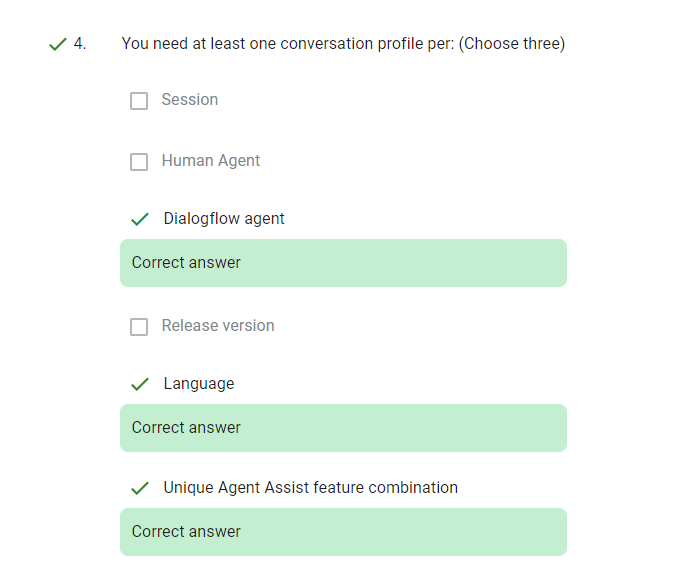 4. You need at least one conversation profile per: (Choose three)
Session
Human Agent
Dialogflow agent
Correct answer
Release version
Language
Correct answer
Unique Agent Assist feature combination
Correct answer